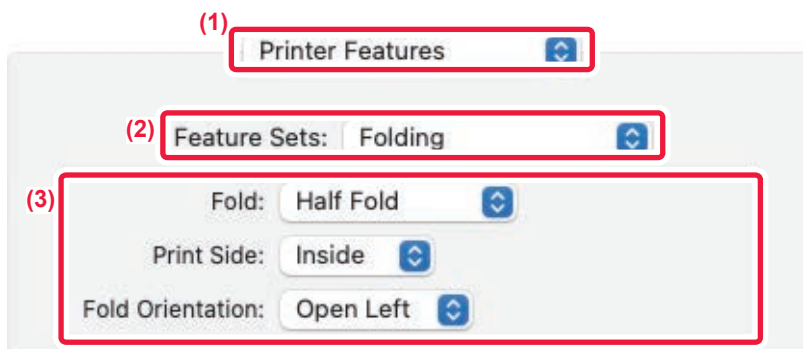 (1)
Printer Features
(2) Feature Sets: Folding
(3) Fold: Half Fold
Print Side: Inside
Fold Orientation: Open Left